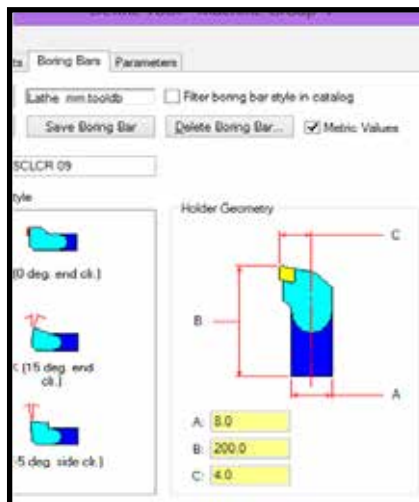 Boring Bars Parameters
Lathe mm.tooldb Filter boring bar style in catalog
Save Boring Bar Delete Boring Bar... Metric Values
SCLCR 09
Holder Geometry
(0 deg. end clr.)
C
B
(15 deg. end
clr.)
A
A: 8.0
B: 200.0
-5 deg. side clr.)
C: 4.0